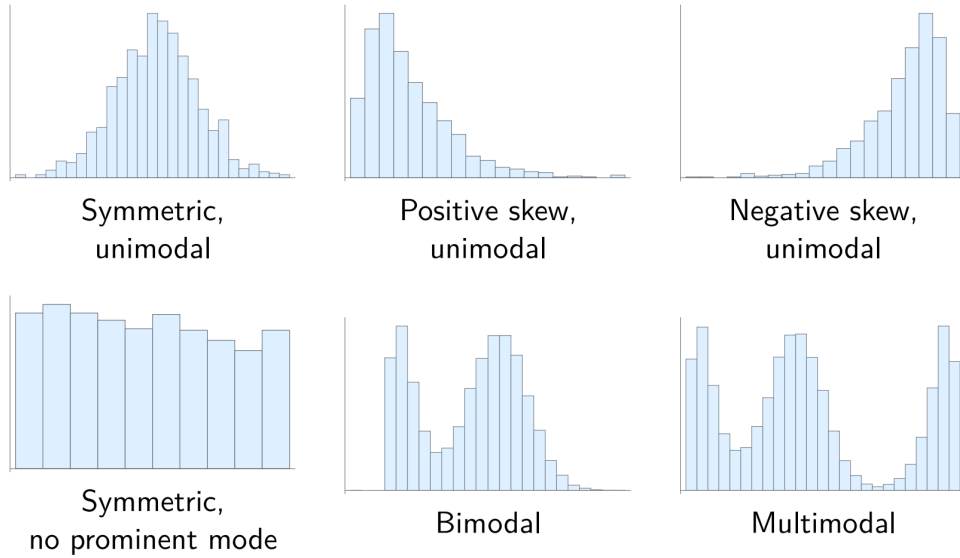 Symmetric,
unimodal
Positive skew,
unimodal
Negative skew,
unimodal
Symmetric,
no prominent mode
Bimodal
Multimodal